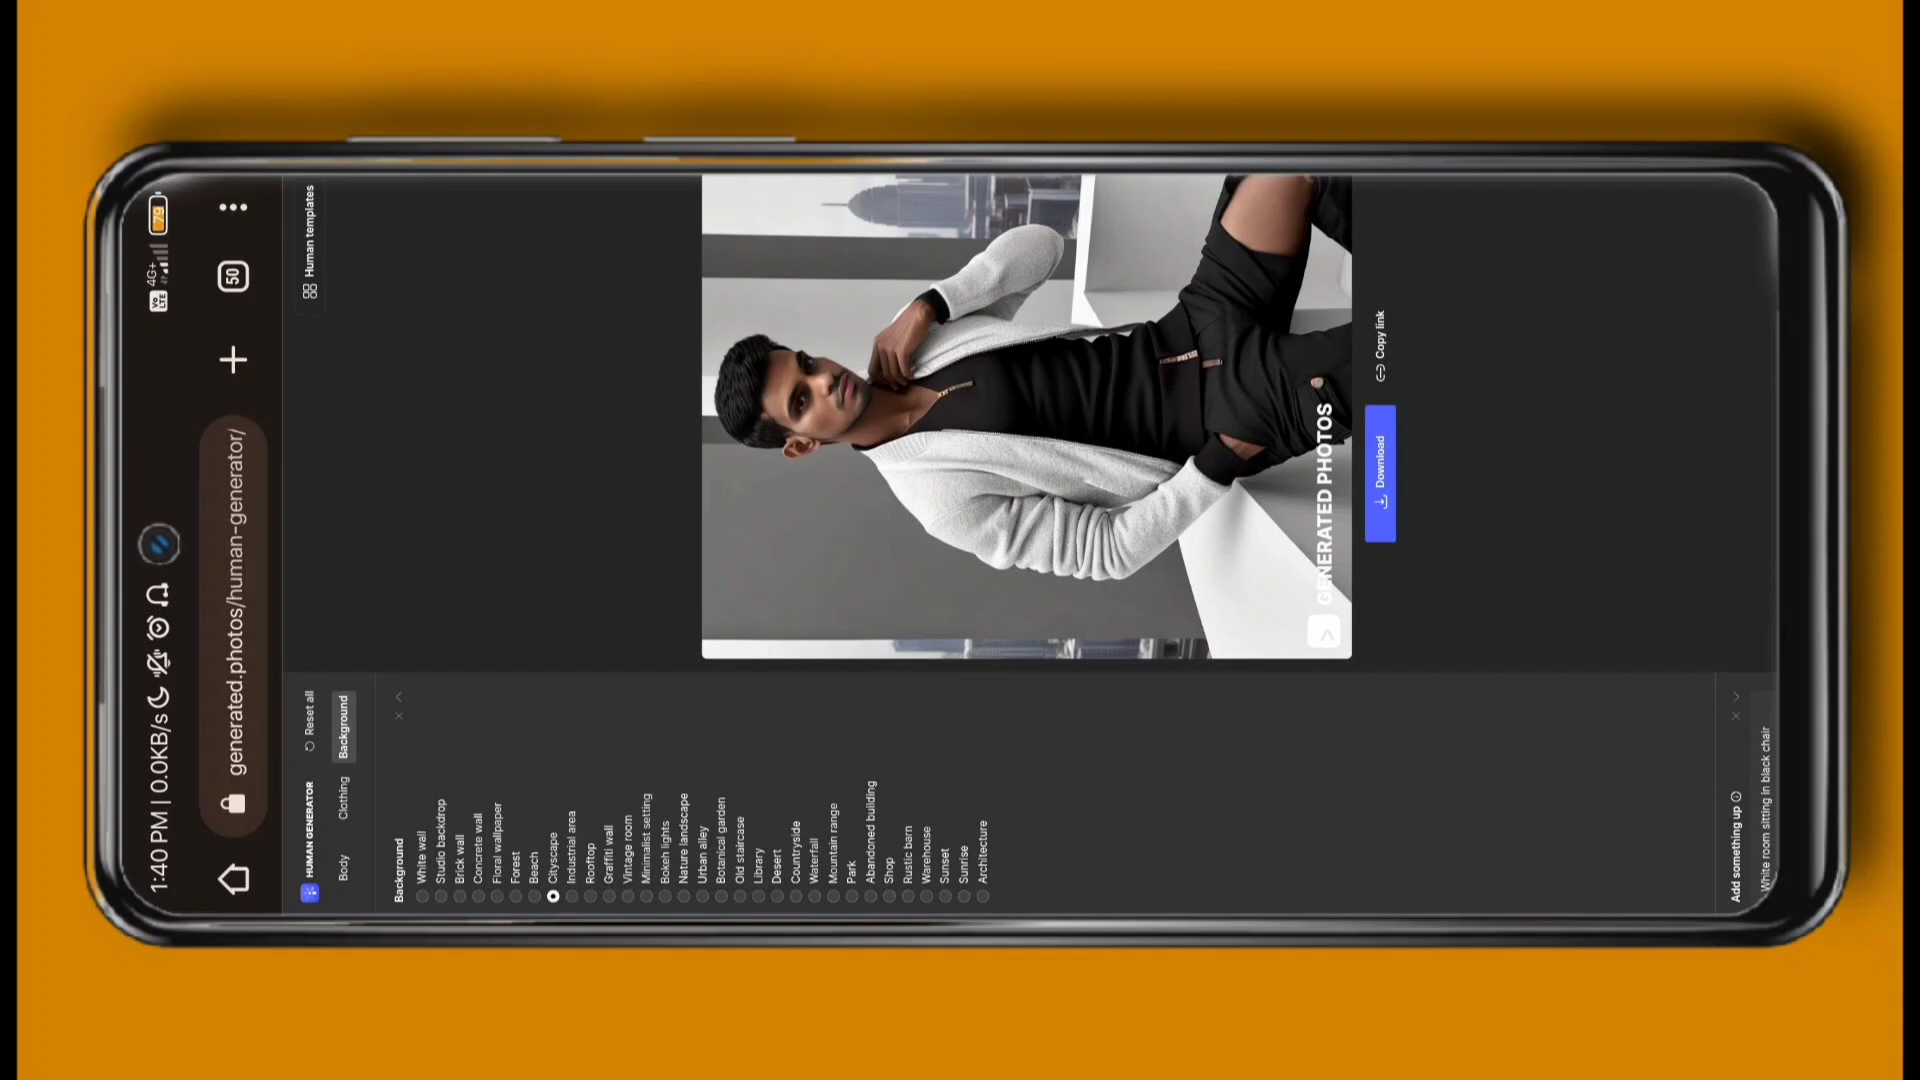 1:40 PM | 0.0KB/s
Vo LTE
4G+
79
generated.photos/human-generator/
50
HUMAN GENERATOR
Reset all
Human templates
Body
Clothing
Background
Background
White wall
Studio backdrop
Brick wall
Concrete wall
Floral wallpaper
Forest
Beach
Cityscape
Industrial area
Rooftop
Graffiti wall
Vintage room
Minimalist setting
Bokeh lights
Nature landscape
Urban alley
Botanical garden
Old staircase
Library
Desert
Countryside
Waterfall
Mountain range
Park
Abandoned building
Shop
Rustic barn
Warehouse
Sunset
Sunrise
Architecture
GENERATED PHOTOS
Download
Copy link
Add something up
White room sitting in black chair